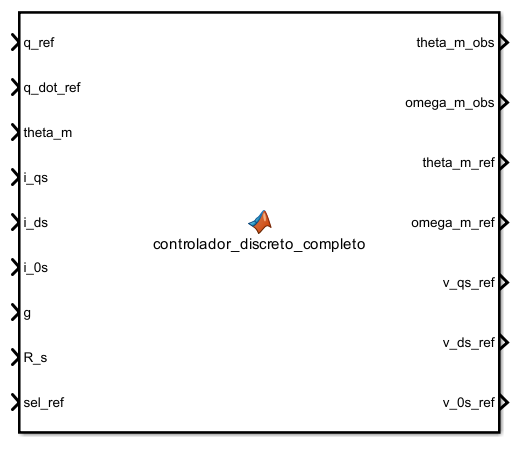 q_ref
q_dot_ref
theta_m
i_qs
i_ds
i_0s
g
R_s
sel_ref
controlador_discreto_completo
theta_m_obs
omega_m_obs
theta_m_ref
omega_m_ref
v_qs_ref
v_ds_ref
v_0s_ref